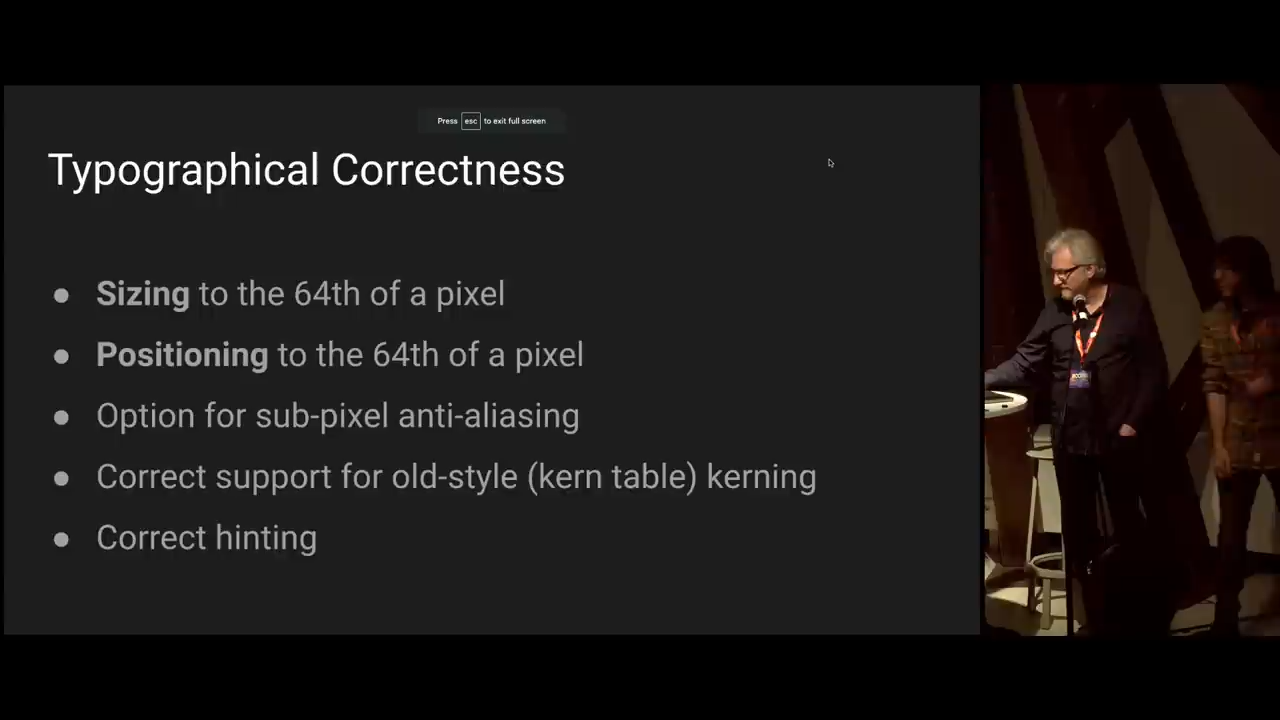 Press esc to exit full screen
Typographical Correctness
● Sizing to the 64th of a pixel
● Positioning to the 64th of a pixel
● Option for sub-pixel anti-aliasing
● Correct support for old-style (kern table) kerning
● Correct hinting